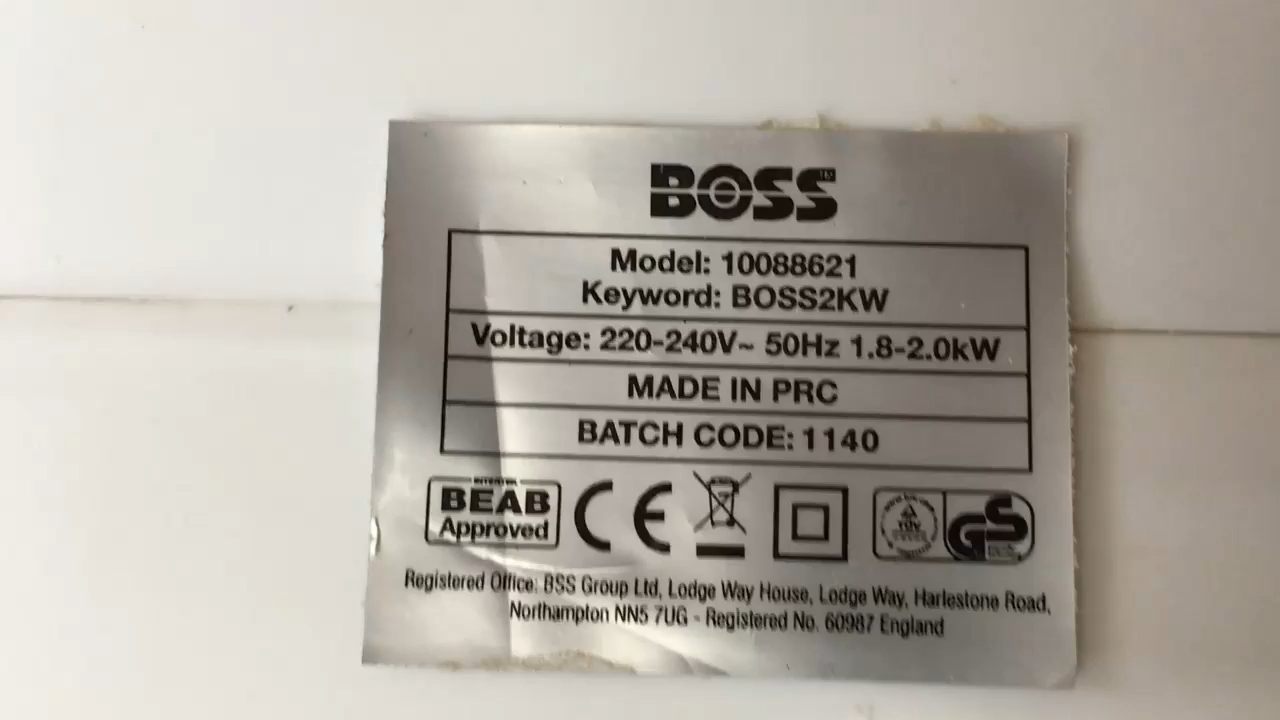 BOSS™
Model: 10088621
Keyword: BOSS2KW
Voltage: 220-240V~ 50Hz 1.8-2.0kW
MADE IN PRC
BATCH CODE: 1140
INTERTEK
BEAB
Approved
CE
TÜV
GS
Registered Office: BSS Group Ltd, Lodge Way House, Lodge Way, Harlestone Road,
Northampton NN5 7UG - Registered No. 60987 England